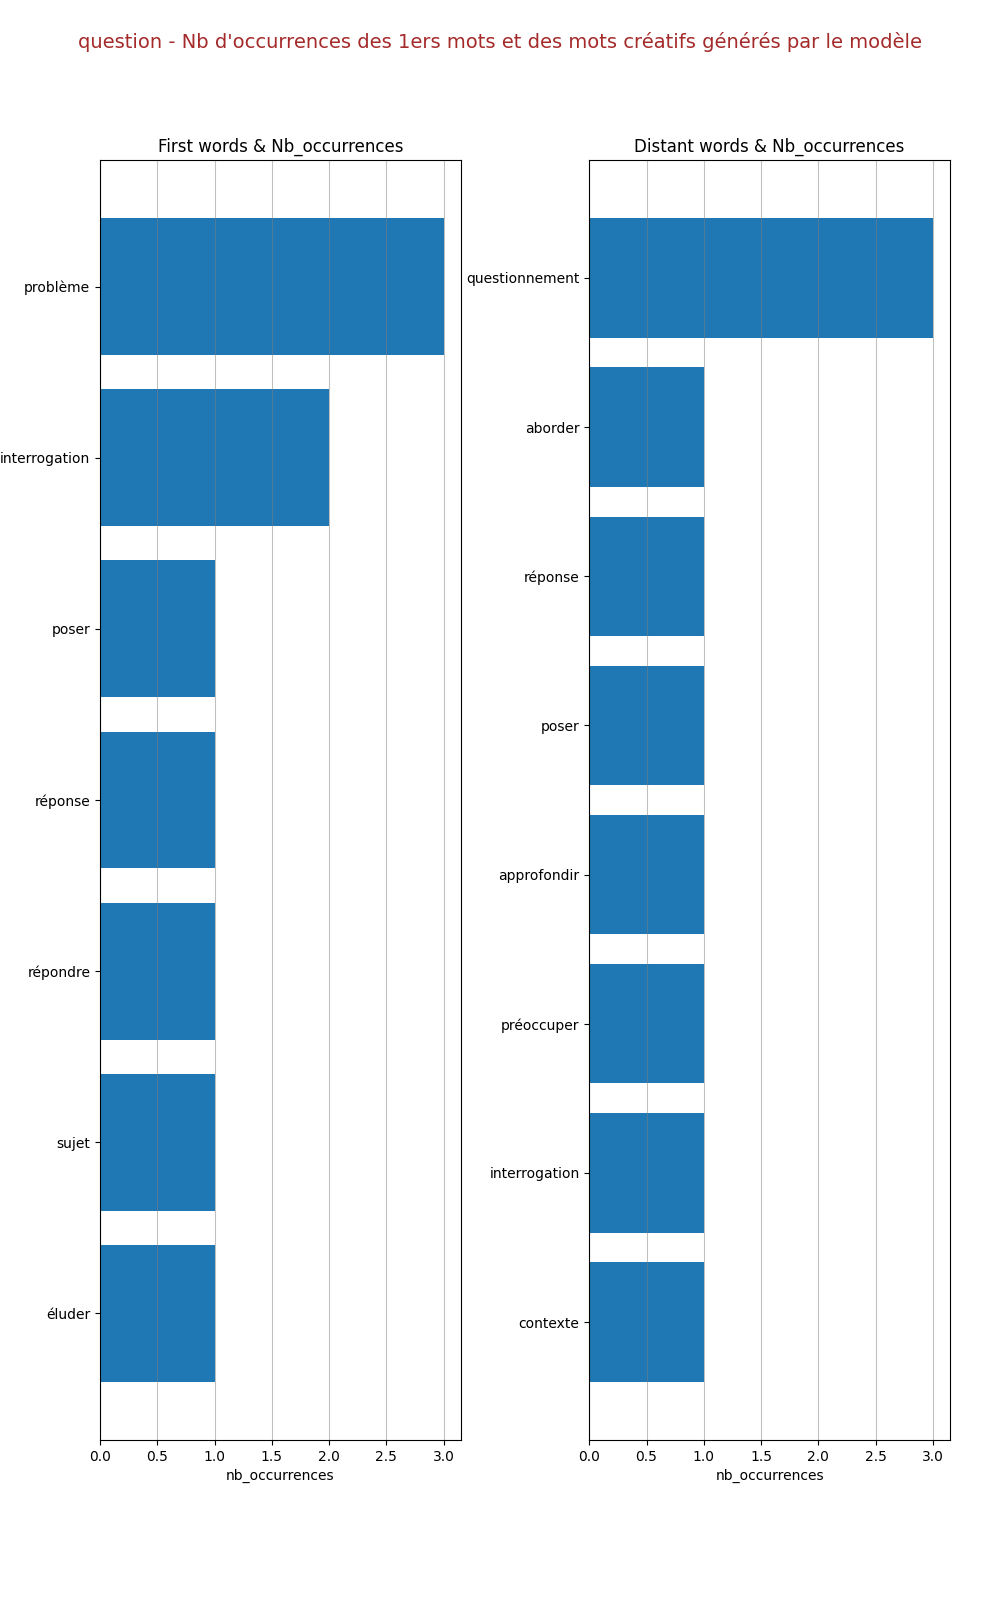 question - Nb d'occurrences des 1ers mots et des mots créatifs générés par le modèle
First words & Nb_occurrences
problème
interrogation
poser
réponse
répondre
sujet
éluder
0.0 0.5 1.0 1.5 2.0 2.5 3.0
nb_occurrences
Distant words & Nb_occurrences
questionnement
aborder
réponse
poser
approfondir
préoccuper
interrogation
contexte
0.0 0.5 1.0 1.5 2.0 2.5 3.0
nb_occurrences